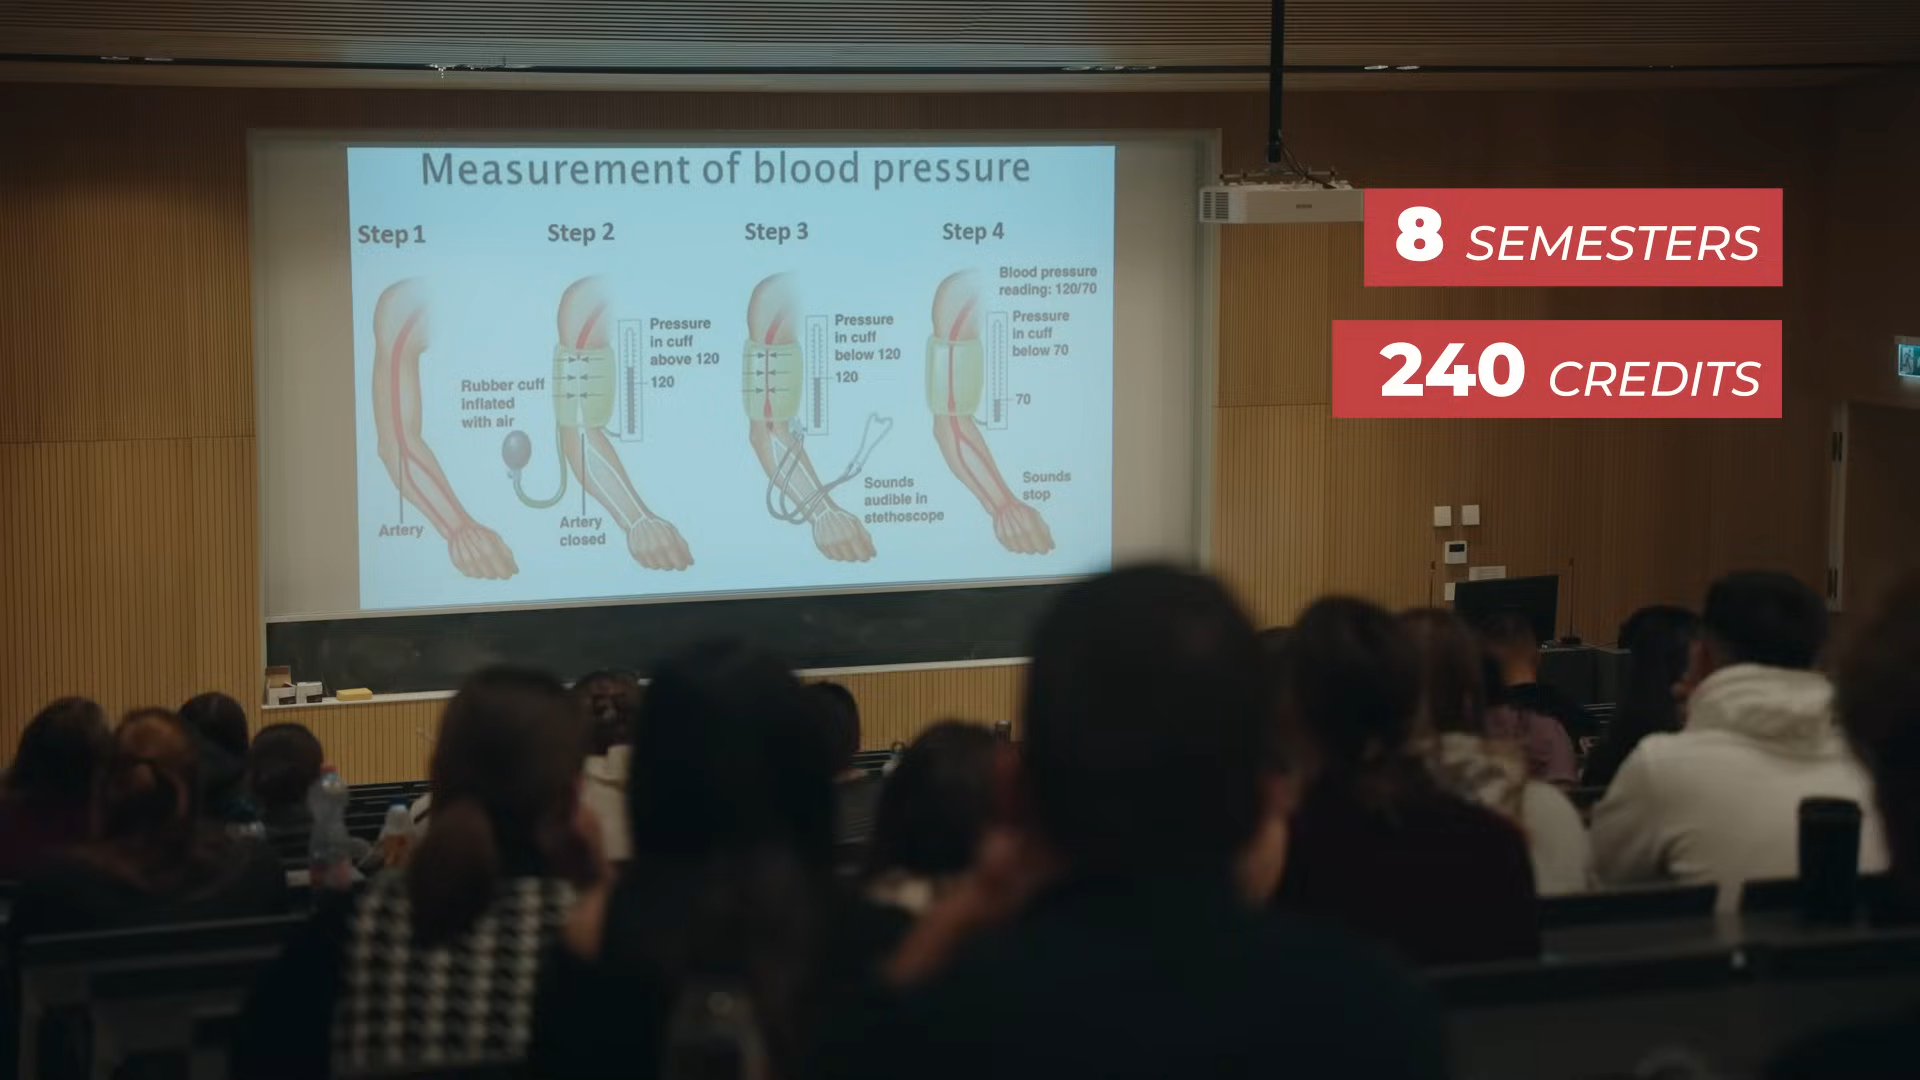 Measurement of blood pressure
Step 1
Step 2
Step 3
Step 4
Artery
Rubber cuff
inflated
with air
Pressure
in cuff
above 120
120
Artery
closed
Pressure
in cuff
below 120
120
Sounds
audible in
stethoscope
Blood pressure
reading: 120/70
Pressure
in cuff
below 70
70
Sounds
stop
8 SEMESTERS
240 CREDITS